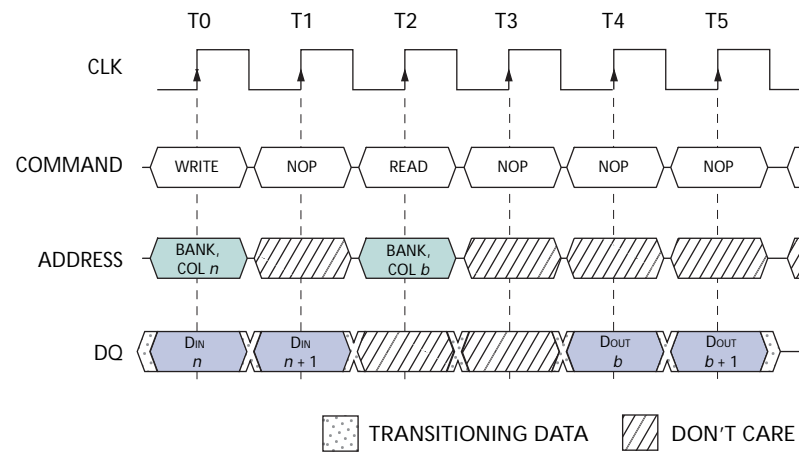 T0 T1 T2 T3 T4 T5
CLK
COMMAND WRITE NOP READ NOP NOP NOP
ADDRESS BANK, COL n BANK, COL b
DQ DIN n DIN n + 1 DOUT b DOUT b + 1
TRANSITIONING DATA DON'T CARE